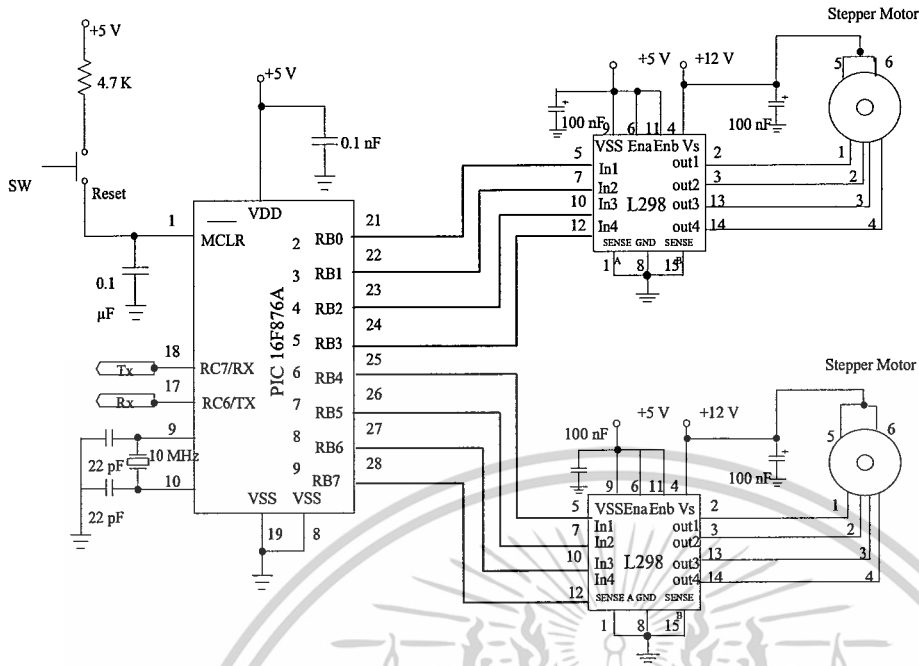 Stepper Motor
+5 V
+5 V
+5 V
+12 V
5
6
4.7 K
100 nF
100 nF
0.1 nF
9
6
11
4
VSS
Ena
Enb
Vs
SW
Reset
5
In1
out1
2
1
7
In2
out2
3
2
10
In3
L298
out3
13
3
12
In4
out4
14
4
SENSE
GND
SENSE
1
A
8
15
B
VDD
1
MCLR
PIC 16F876A
2
RB0
21
3
RB1
22
4
RB2
23
5
RB3
24
6
RB4
25
7
RB5
26
8
RB6
27
9
RB7
28
0.1
µF
Tx
18
RC7/RX
Rx
17
RC6/TX
9
10 MHz
22 pF
10
22 pF
VSS
VSS
19
8
Stepper Motor
+5 V
+12 V
5
6
100 nF
100 nF
9
6
11
4
VSS
Ena
Enb
Vs
5
In1
out1
2
1
7
In2
out2
3
2
10
In3
L298
out3
13
3
12
In4
out4
14
4
SENSE A
GND
SENSE
1
8
15
B